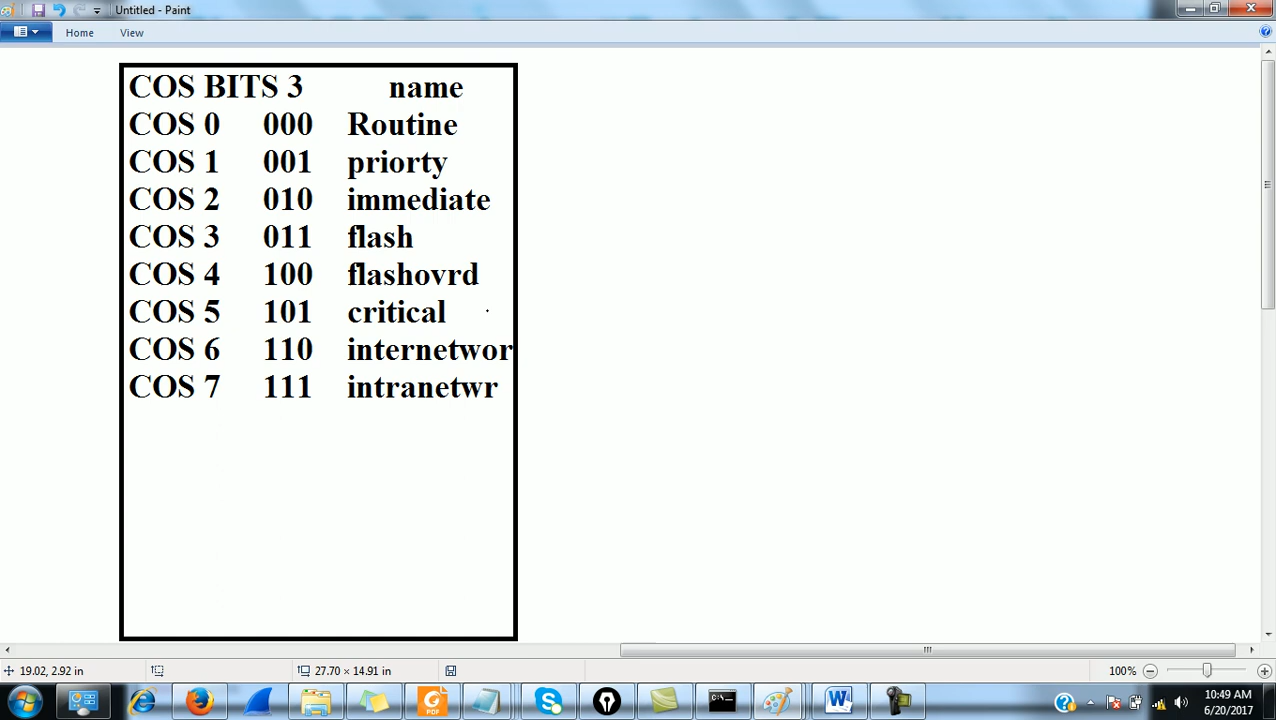 Untitled - Paint
Home View
COS BITS 3 name
COS 0 000 Routine
COS 1 001 priorty
COS 2 010 immediate
COS 3 011 flash
COS 4 100 flashovrd
COS 5 101 critical
COS 6 110 internetwor
COS 7 111 intranetwr
19.02, 2.92 in 27.70 × 14.91 in 100%
PDF
C:\.
10:49 AM
6/20/2017